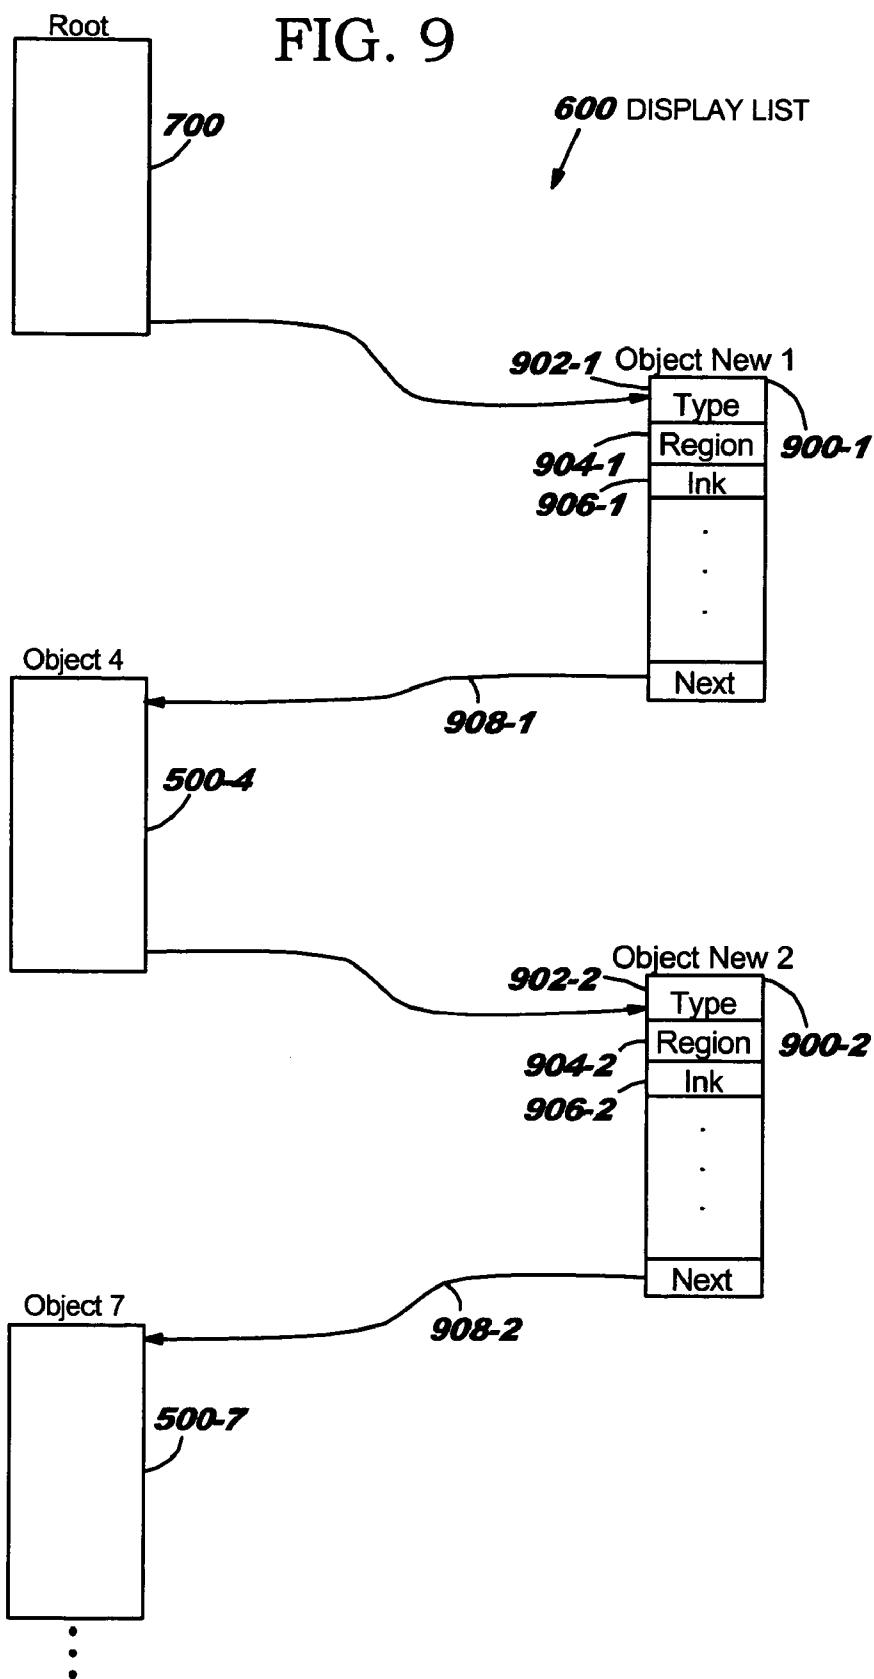 Root
FIG. 9
600 DISPLAY LIST
700
902-1
Object New 1
Type
900-1
904-1
Region
906-1
Ink
Object 4
Next
908-1
500-4
Object New 2
902-2
Type
900-2
904-2
Region
906-2
Ink
Next
Object 7
908-2
500-7